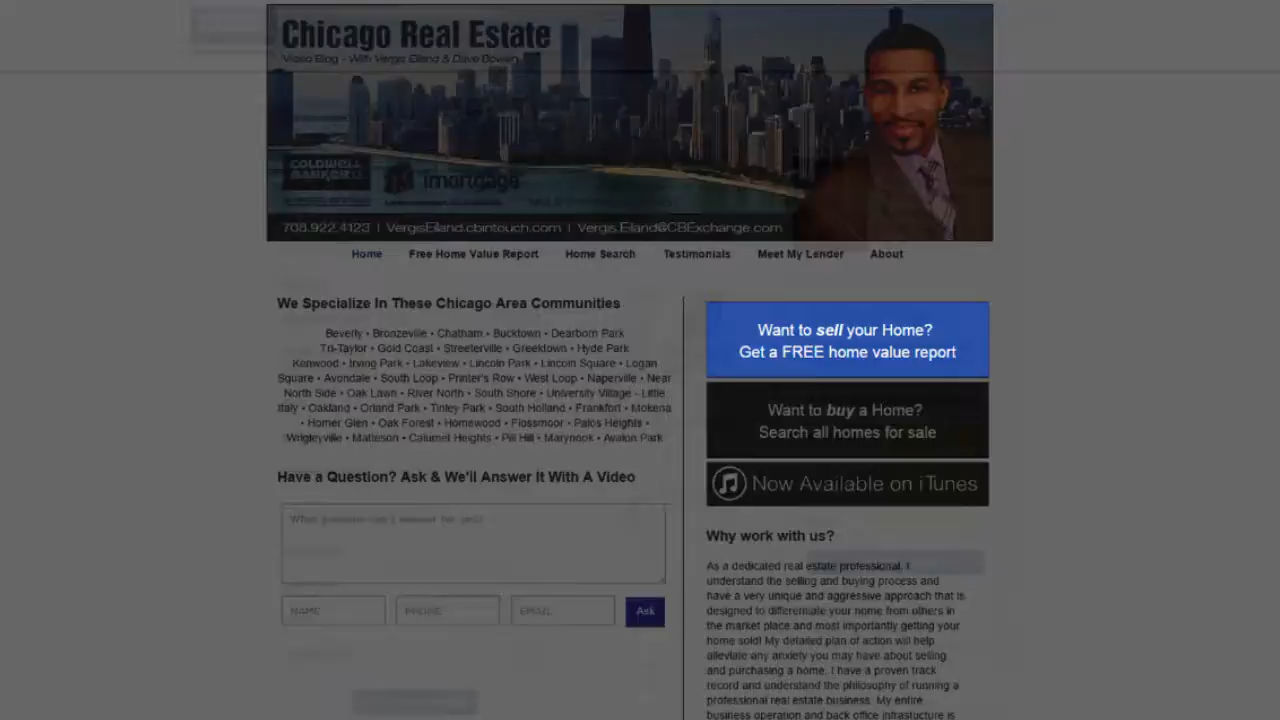 Chicago Real Estate
Video Blog - With Vergis Eiland & Dave Bowen
COLDWELL
BANKER
imortgage
708.922.4123 | VergisEiland.cbintouch.com | Vergis.Eiland@CBExchange.com
Home Free Home Value Report Home Search Testimonials Meet My Lender About
We Specialize In These Chicago Area Communities
Beverly • Bronzeville • Chatham • Bucktown • Dearborn Park
Tri-Taylor • Gold Coast • Streeterville • Greektown • Hyde Park
Kenwood • Irving Park • Lakeview • Lincoln Park • Lincoln Square • Logan
Square • Avondale • South Loop • Printer's Row • West Loop • Naperville • Near
North Side • Oak Lawn • River North • South Shore • University Village - Little
Italy • Oakland • Orland Park • Tinley Park • South Holland • Frankfort • Mokena
• Homer Glen • Oak Forest • Homewood • Flossmoor • Palos Heights •
Wrigleyville • Matteson • Calumet Heights • Pill Hill • Marynook • Avalon Park
Have a Question? Ask & We'll Answer It With A Video
What question can I answer for you?
NAME PHONE EMAIL Ask
Want to sell your Home?
Get a FREE home value report
Want to buy a Home?
Search all homes for sale
Now Available on iTunes
Why work with us?
As a dedicated real estate professional, I
understand the selling and buying process and
have a very unique and aggressive approach that is
designed to differentiate your home from others in
the market place and most importantly getting your
home sold! My detailed plan of action will help
alleviate any anxiety you may have about selling
and purchasing a home. I have a proven track
record and understand the philosophy of running a
professional real estate business. My entire
business operation and back office infrastucture is